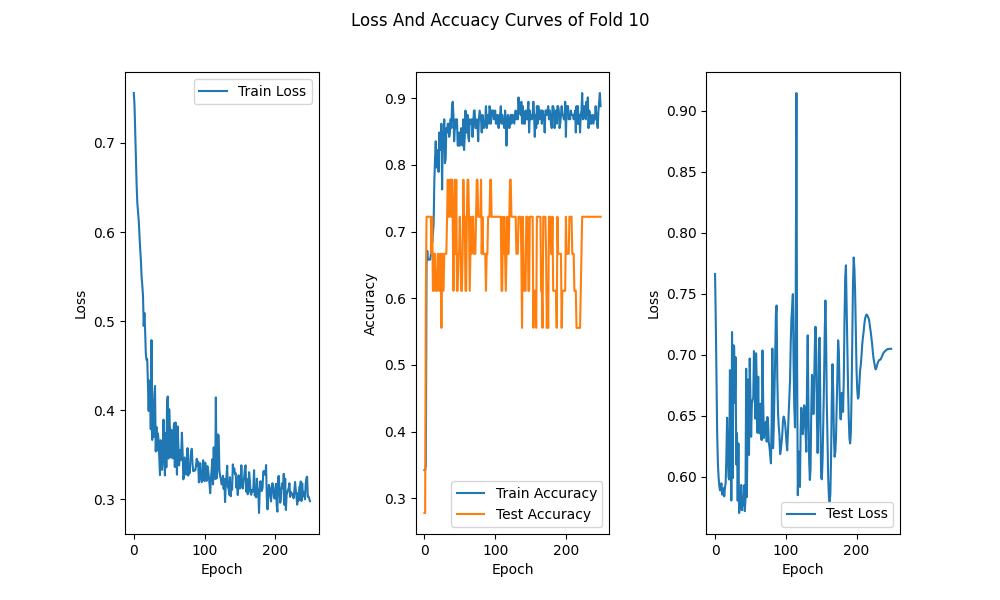 Loss And Accuacy Curves of Fold 10
Loss
0.7
0.6
0.5
0.4
0.3
0
100
200
Epoch
Train Loss
Accuracy
0.9
0.8
0.7
0.6
0.5
0.4
0.3
0
100
200
Epoch
Train Accuracy
Test Accuracy
Loss
0.90
0.85
0.80
0.75
0.70
0.65
0.60
0
100
200
Epoch
Test Loss